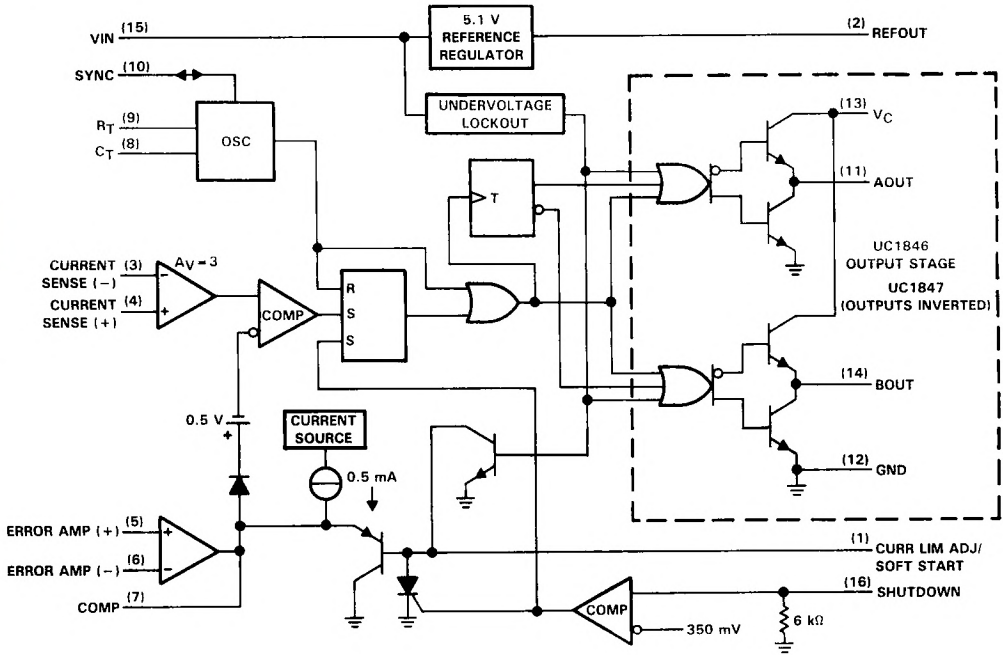 VIN (15)
5.1 V
REFERENCE
REGULATOR
(2) REFOUT
SYNC (10)
UNDERVOLTAGE
LOCKOUT
RT (9)
CT (8)
OSC
(13) VC
T
(11) AOUT
UC1846
OUTPUT STAGE
UC1847
(OUTPUTS INVERTED)
CURRENT (3)
SENSE (−)
CURRENT (4)
SENSE (+)
AV=3
−
+
COMP
R
S
S
(14) BOUT
0.5 V
+
CURRENT
SOURCE
0.5 mA
(12) GND
ERROR AMP (+) (5)
+
ERROR AMP (−) (6)
−
COMP (7)
(1) CURR LIM ADJ/
SOFT START
(16) SHUTDOWN
COMP
350 mV
6 kΩ